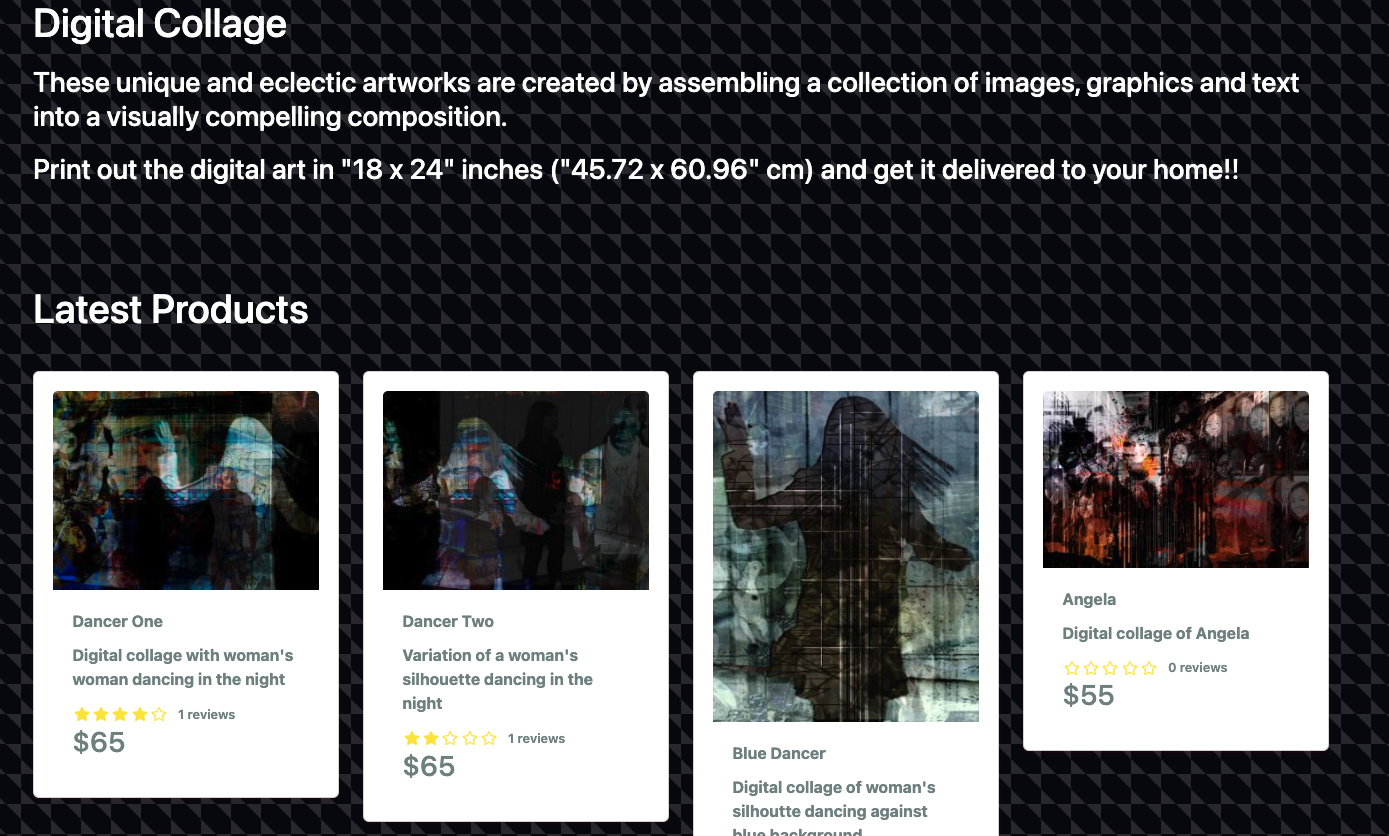 Digital Collage
These unique and eclectic artworks are created by assembling a collection of images, graphics and text
into a visually compelling composition.
Print out the digital art in "18 x 24" inches ("45.72 x 60.96" cm) and get it delivered to your home!!
Latest Products
Dancer One
Digital collage with woman's
woman dancing in the night
1 reviews
$65
Dancer Two
Variation of a woman's
silhouette dancing in the
night
1 reviews
$65
Blue Dancer
Digital collage of woman's
silhoutte dancing against
blue background
Angela
Digital collage of Angela
0 reviews
$55